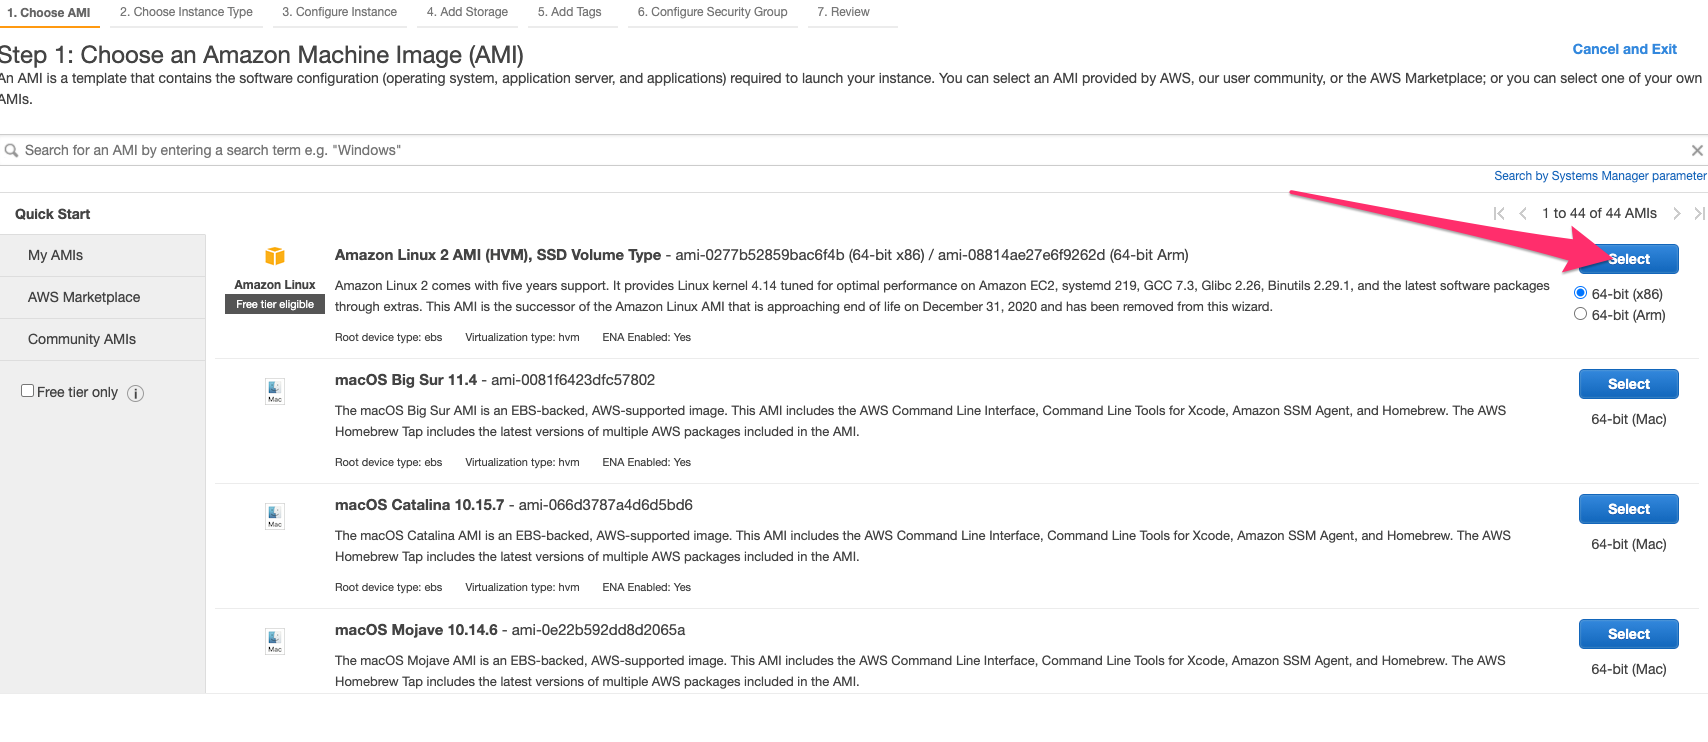 1. Choose AMI 2. Choose Instance Type 3. Configure Instance 4. Add Storage 5. Add Tags 6. Configure Security Group 7. Review
Step 1: Choose an Amazon Machine Image (AMI)
Cancel and Exit
An AMI is a template that contains the software configuration (operating system, application server, and applications) required to launch your instance. You can select an AMI provided by AWS, our user community, or the AWS Marketplace; or you can select one of your own
AMIs.
Search for an AMI by entering a search term e.g. "Windows"
Search by Systems Manager parameter
Quick Start
1 to 44 of 44 AMIs
My AMIs
AWS Marketplace
Community AMIs
Free tier only
Amazon Linux
Free tier eligible
Amazon Linux 2 AMI (HVM), SSD Volume Type - ami-0277b52859bac6f4b (64-bit x86) / ami-08814ae27e6f9262d (64-bit Arm)
Amazon Linux 2 comes with five years support. It provides Linux kernel 4.14 tuned for optimal performance on Amazon EC2, systemd 219, GCC 7.3, Glibc 2.26, Binutils 2.29.1, and the latest software packages
through extras. This AMI is the successor of the Amazon Linux AMI that is approaching end of life on December 31, 2020 and has been removed from this wizard.
Root device type: ebs Virtualization type: hvm ENA Enabled: Yes
Select
64-bit (x86)
64-bit (Arm)
Mac
macOS Big Sur 11.4 - ami-0081f6423dfc57802
The macOS Big Sur AMI is an EBS-backed, AWS-supported image. This AMI includes the AWS Command Line Interface, Command Line Tools for Xcode, Amazon SSM Agent, and Homebrew. The AWS
Homebrew Tap includes the latest versions of multiple AWS packages included in the AMI.
Root device type: ebs Virtualization type: hvm ENA Enabled: Yes
Select
64-bit (Mac)
Mac
macOS Catalina 10.15.7 - ami-066d3787a4d6d5bd6
The macOS Catalina AMI is an EBS-backed, AWS-supported image. This AMI includes the AWS Command Line Interface, Command Line Tools for Xcode, Amazon SSM Agent, and Homebrew. The AWS
Homebrew Tap includes the latest versions of multiple AWS packages included in the AMI.
Root device type: ebs Virtualization type: hvm ENA Enabled: Yes
Select
64-bit (Mac)
Mac
macOS Mojave 10.14.6 - ami-0e22b592dd8d2065a
The macOS Mojave AMI is an EBS-backed, AWS-supported image. This AMI includes the AWS Command Line Interface, Command Line Tools for Xcode, Amazon SSM Agent, and Homebrew. The AWS
Homebrew Tap includes the latest versions of multiple AWS packages included in the AMI.
Select
64-bit (Mac)